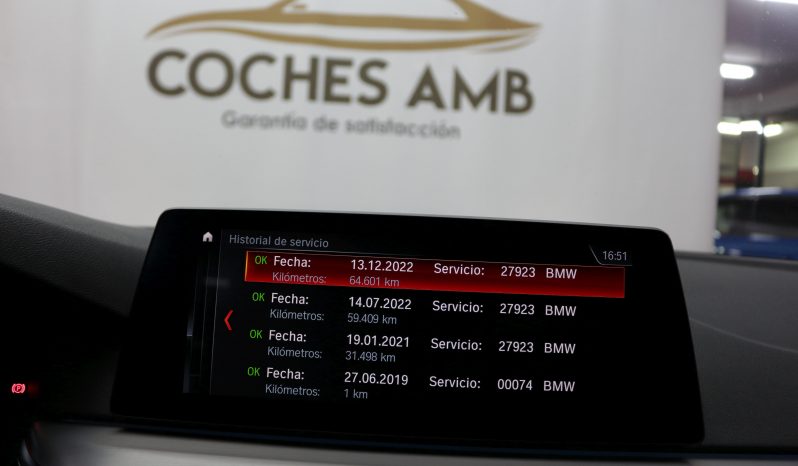 COCHES AMB
Garantía de satisfacción
Historial de servicio
16:51
OK Fecha: 13.12.2022 Servicio: 27923 BMW
Kilómetros: 64.601 km
OK Fecha: 14.07.2022 Servicio: 27923 BMW
Kilómetros: 59.409 km
OK Fecha: 19.01.2021 Servicio: 27923 BMW
Kilómetros: 31.498 km
OK Fecha: 27.06.2019 Servicio: 00074 BMW
Kilómetros: 1 km
P